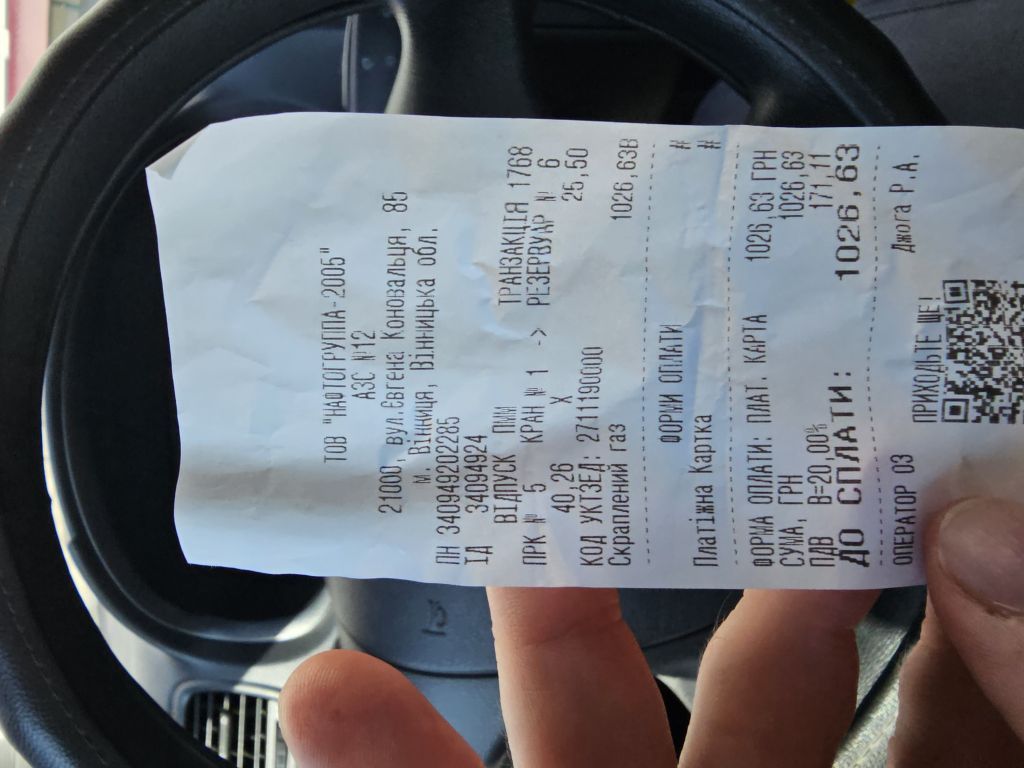 ТОВ "НАФТОГРУППА-2005"
АЗС №12
21000 вул.Євгена Коновальця, 85
м. Вінниця, Вінницька обл.
ПН 340949202285
ІД 34094924
ВІДПУСК ПММ ТРАНЗАКЦІЯ 1768
ПРК № 5 КРАН № 1 -> РЕЗЕРВУАР № 6
40,26 X 25,50
КОД УКТЗЕД: 2711190000
Скраплений газ 1026,63В
ФОРМИ ОПЛАТИ #
Платіжна Картка #
ФОРМА ОПЛАТИ: ПЛАТ. КАРТА 1026,63 ГРН
СУМА, ГРН 1026,63
ПДВ В=20,00% 171,11
ДО СПЛАТИ: 1026,63
ОПЕРАТОР 03 Джога Р.А.
ПРИХОДЬТЕ ЩЕ!